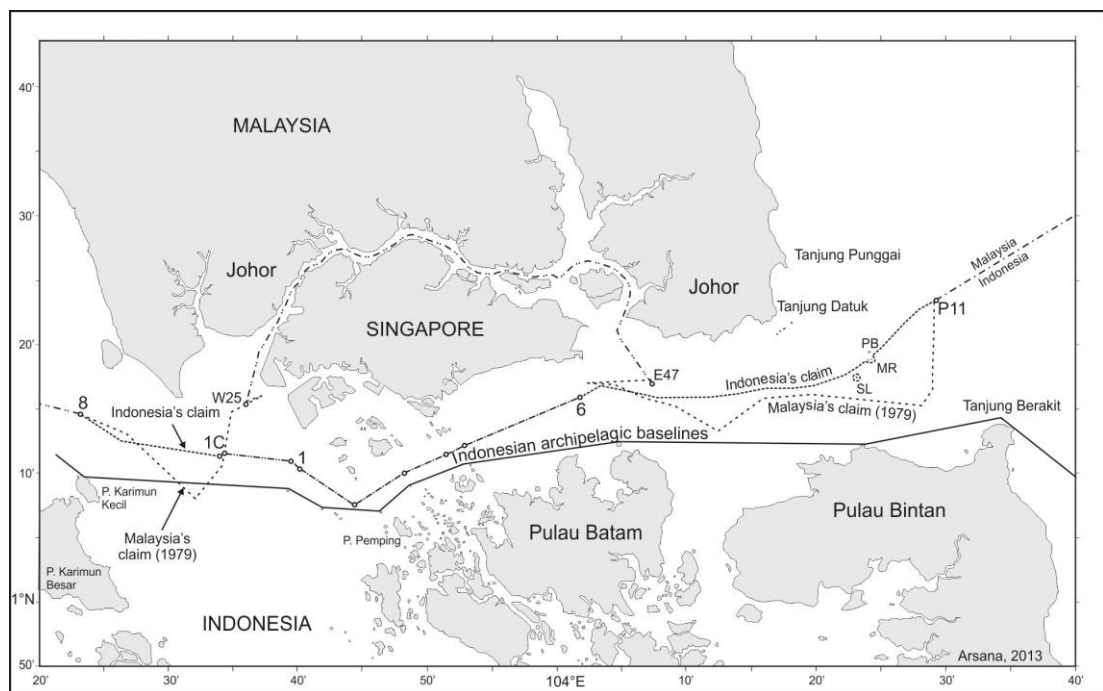 40'
MALAYSIA
30'
Malaysia
Indonesia
Tanjung Punggai
Johor
Johor
P11
Tanjung Datuk
SINGAPORE
20'
PB
MR
E47
SL
W25
8
Indonesia's claim
Indonesia's claim
6
Malaysia's claim (1979)
Tanjung Berakit
1C
1
Indonesian archipelagic baselines
10'
P. Karimun
Kecil
Malaysia's
claim (1979)
P. Pemping
Pulau Batam
Pulau Bintan
P. Karimun
Besar
1°N
INDONESIA
Arsana, 2013
50'
20'
30'
40'
50'
104°E
10'
20'
30'
40'